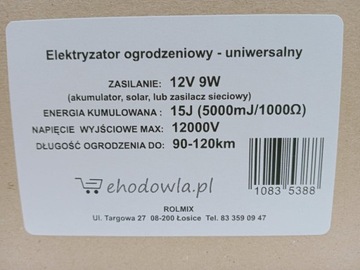 Elektryzator ogrodzeniowy - uniwersalny
ZASILANIE: 12V 9W
(akumulator, solar, lub zasilacz sieciowy)
ENERGIA KUMULOWANA : 15J (5000mJ/1000Ω)
NAPIĘCIE WYJŚCIOWE MAX: 12000V
DŁUGOŚĆ OGRODZENIA DO: 90-120km
ehodowla.pl
1083 5388
ROLMIX
Ul. Targowa 27 08-200 Łosice Tel. 83 359 09 47